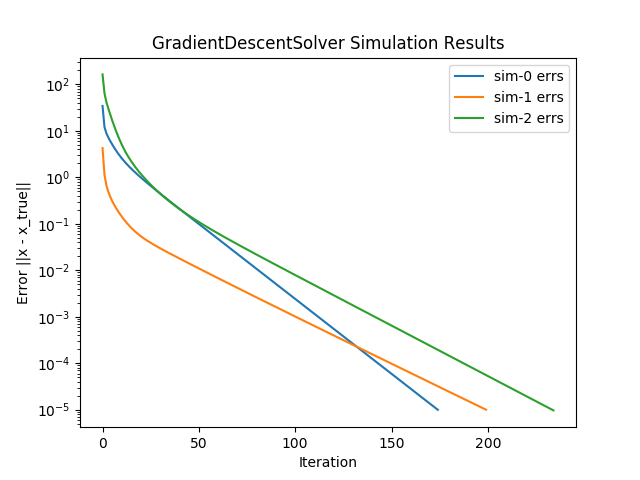 GradientDescentSolver Simulation Results
sim-0 errs
sim-1 errs
sim-2 errs
Error ||x - x_true||
10^2
10^1
10^0
10^-1
10^-2
10^-3
10^-4
10^-5
0 50 100 150 200
Iteration